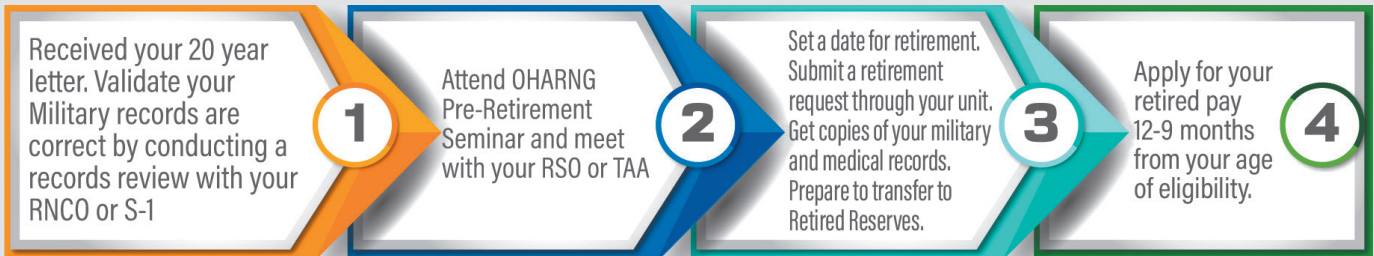 Received your 20 year
letter. Validate your
Military records are
correct by conducting a
records review with your
RNCO or S-1
1
Attend OHARNG
Pre-Retirement
Seminar and meet
with your RSO or TAA
2
Set a date for retirement.
Submit a retirement
request through your unit.
Get copies of your military
and medical records.
Prepare to transfer to
Retired Reserves.
3
Apply for your
retired pay
12-9 months
from your age
of eligibility.
4